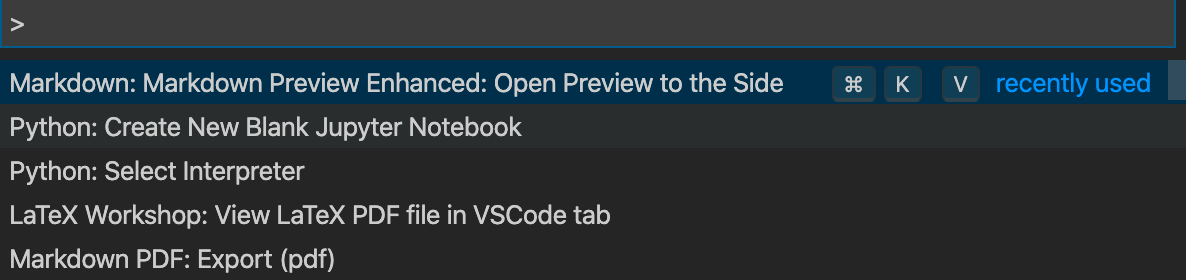 >
Markdown: Markdown Preview Enhanced: Open Preview to the Side ⌘ K V recently used
Python: Create New Blank Jupyter Notebook
Python: Select Interpreter
LaTeX Workshop: View LaTeX PDF file in VSCode tab
Markdown PDF: Export (pdf)